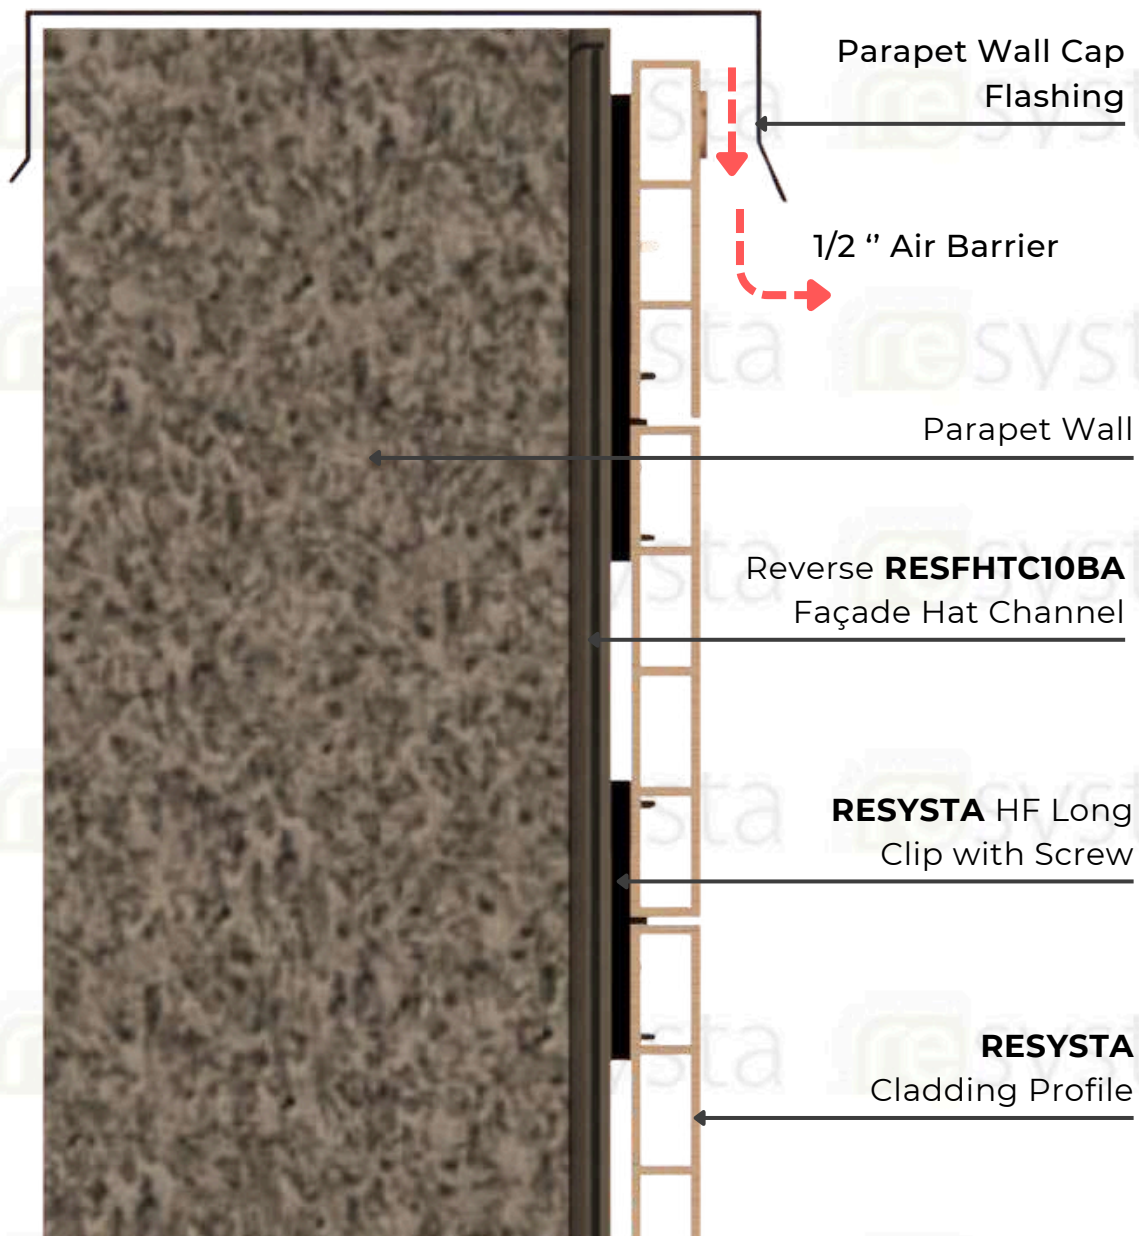 Parapet Wall Cap
Flashing
1/2 “ Air Barrier
Parapet Wall
Reverse RESFHTC10BA
Façade Hat Channel
RESYSTA HF Long
Clip with Screw
RESYSTA
Cladding Profile
resysta